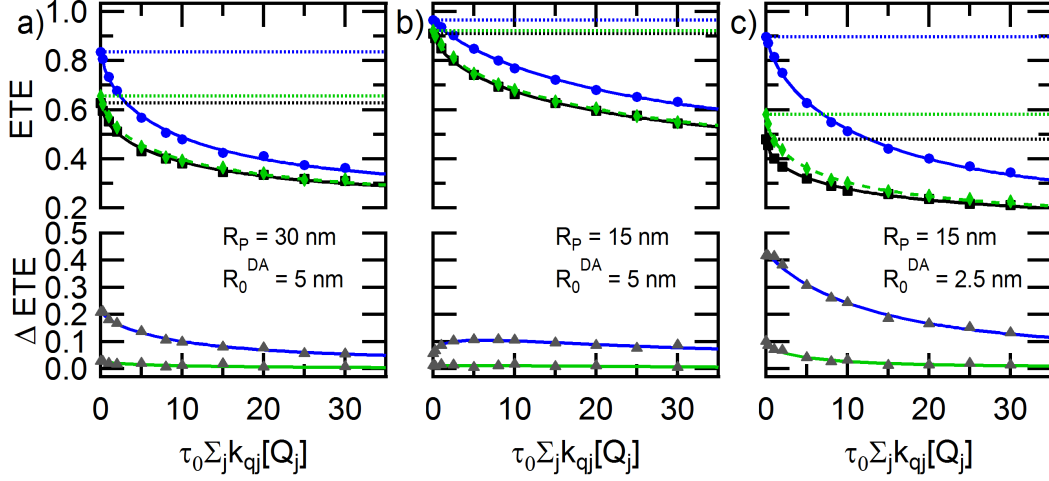 a)
b)
c)
ETE
1.0
0.8
0.6
0.4
0.2
Δ ETE
0.5
0.4
0.3
0.2
0.1
0.0
R_P = 30 nm
R_0^DA = 5 nm
R_P = 15 nm
R_0^DA = 5 nm
R_P = 15 nm
R_0^DA = 2.5 nm
0 10 20 30
0 10 20 30
0 10 20 30
τ_0Σ_jk_qj[Q_j]
τ_0Σ_jk_qj[Q_j]
τ_0Σ_jk_qj[Q_j]